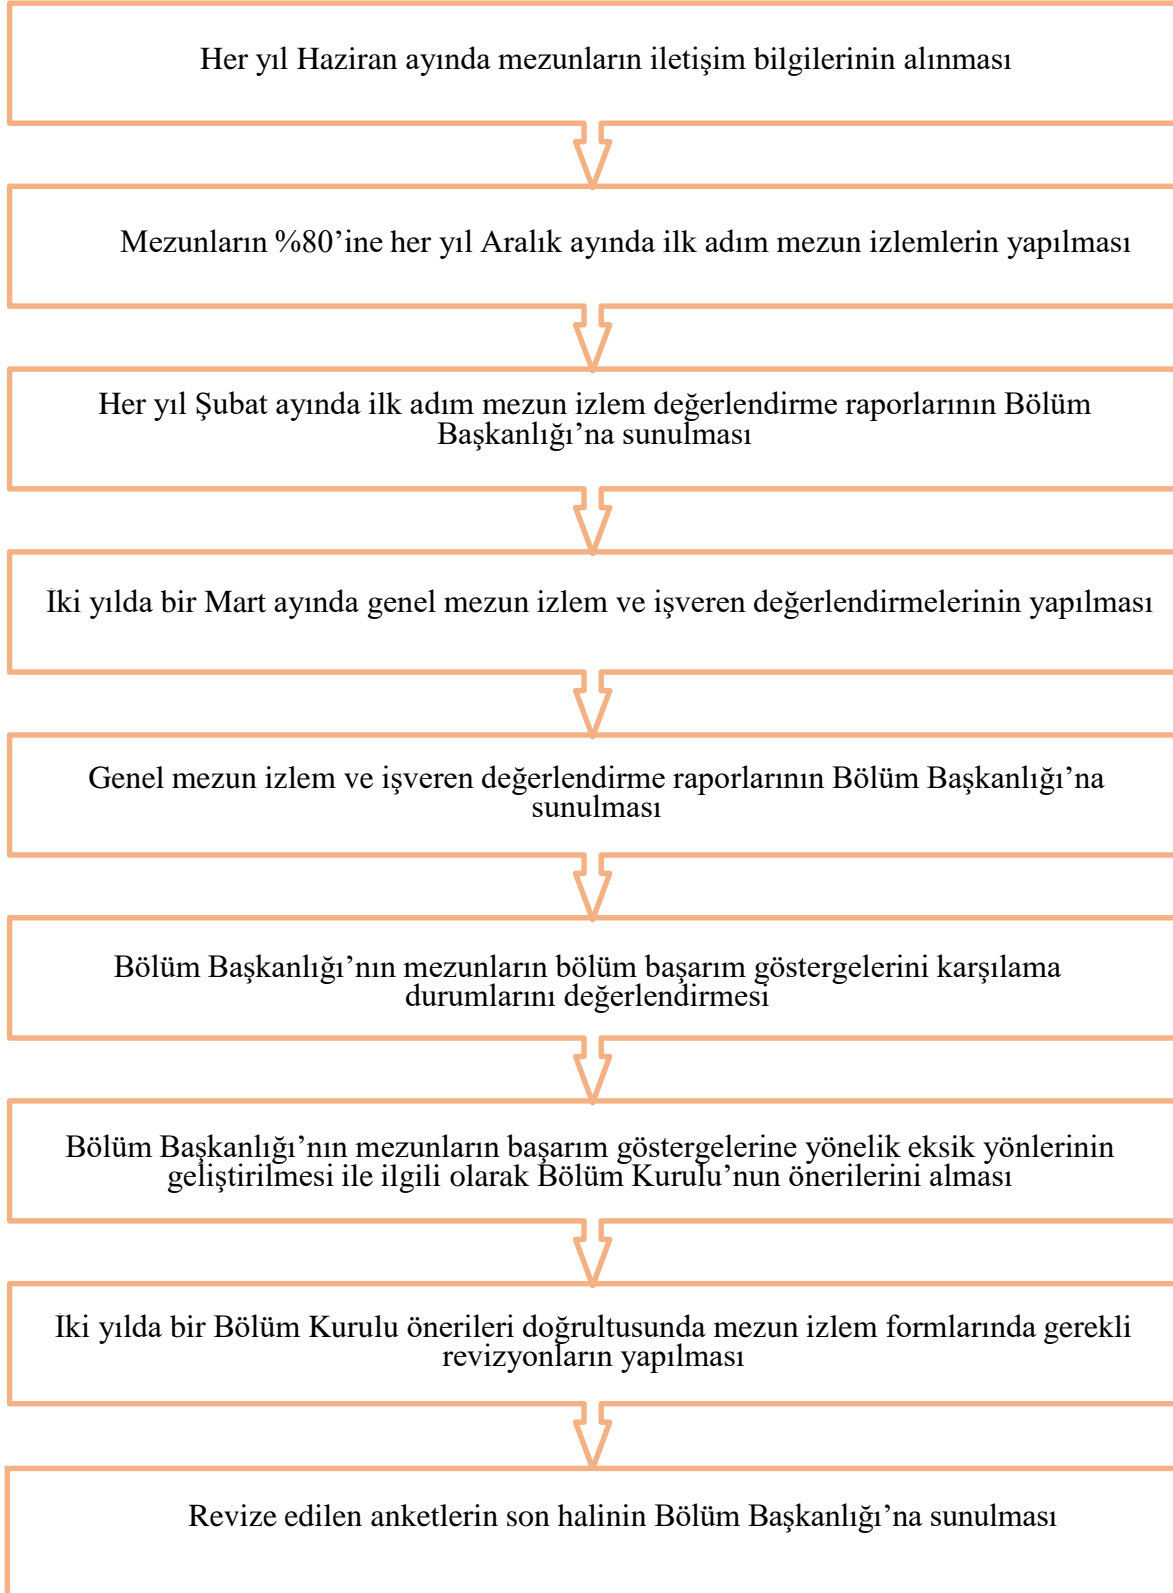 Her yıl Haziran ayında mezunların iletişim bilgilerinin alınması
Mezunların %80’ine her yıl Aralık ayında ilk adım mezun izlemlerin yapılması
Her yıl Şubat ayında ilk adım mezun izlem değerlendirme raporlarının Bölüm
Başkanlığı’na sunulması
İki yılda bir Mart ayında genel mezun izlem ve işveren değerlendirmelerinin yapılması
Genel mezun izlem ve işveren değerlendirme raporlarının Bölüm Başkanlığı’na
sunulması
Bölüm Başkanlığı’nın mezunların bölüm başarım göstergelerini karşılama
durumlarını değerlendirmesi
Bölüm Başkanlığı’nın mezunların başarım göstergelerine yönelik eksik yönlerinin
geliştirilmesi ile ilgili olarak Bölüm Kurulu’nun önerilerini alması
İki yılda bir Bölüm Kurulu önerileri doğrultusunda mezun izlem formlarında gerekli
revizyonların yapılması
Revize edilen anketlerin son halinin Bölüm Başkanlığı’na sunulması